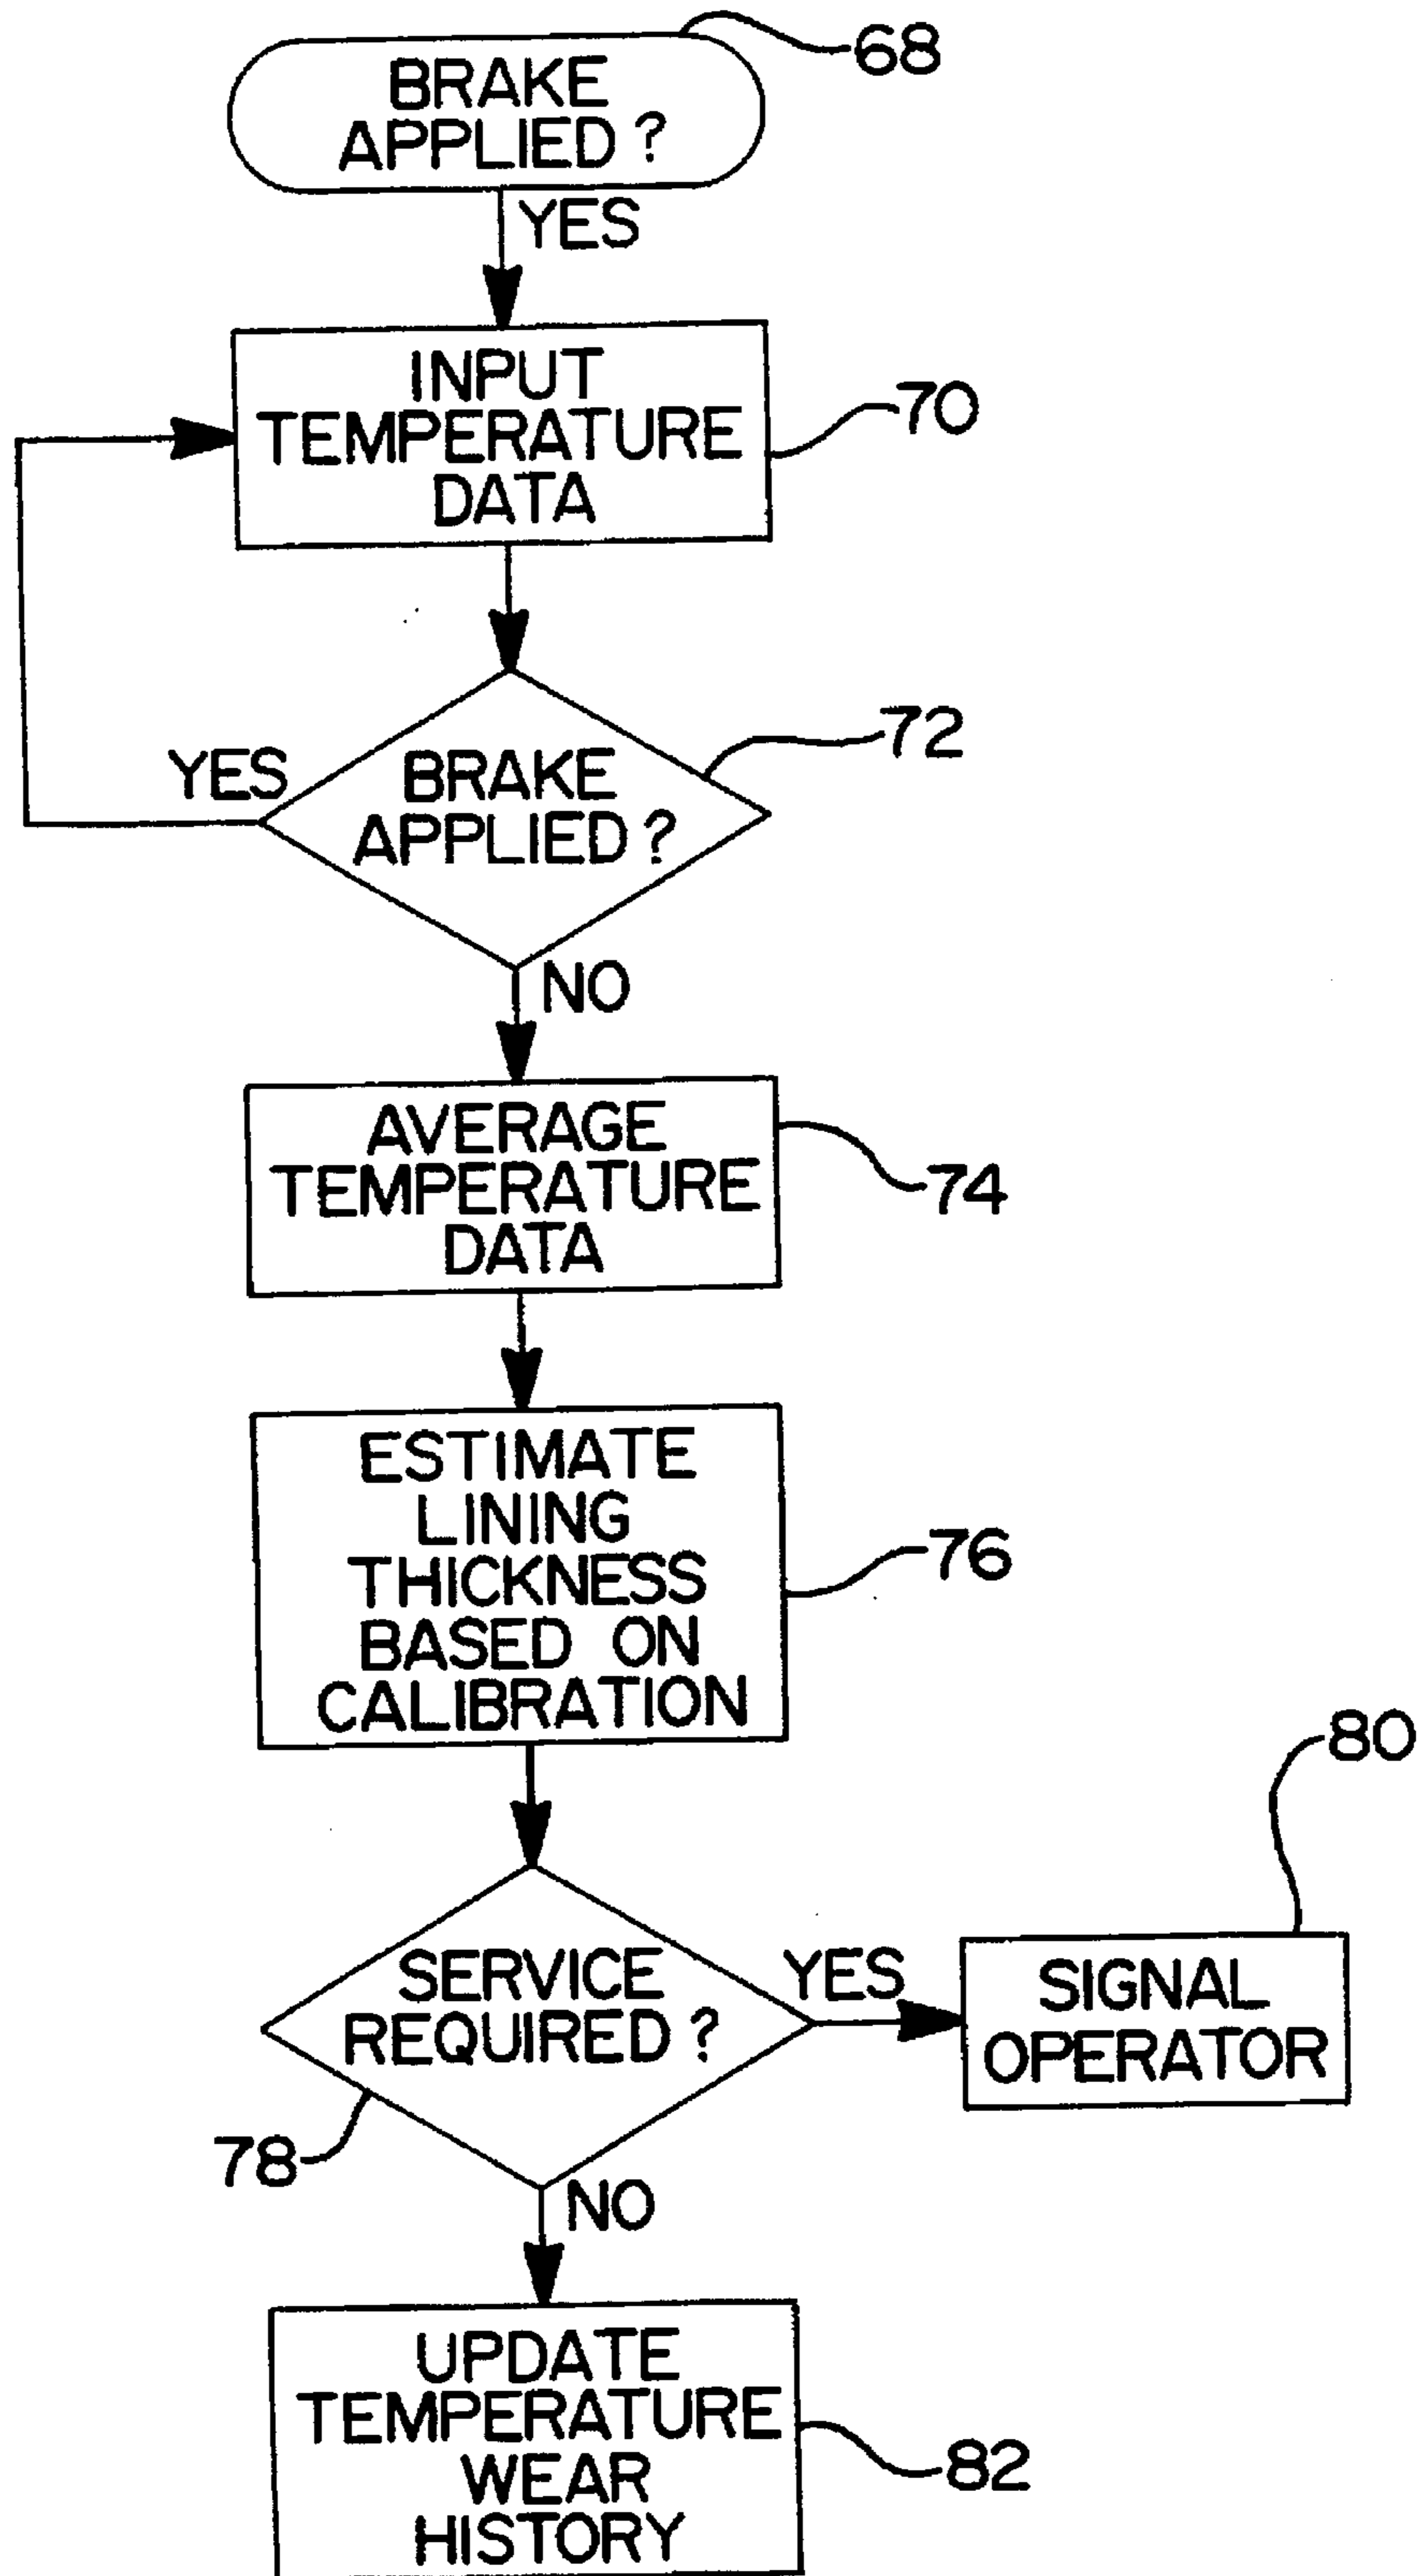 68
BRAKE
APPLIED ?
YES
INPUT
TEMPERATURE
DATA
70
72
YES
BRAKE
APPLIED ?
NO
AVERAGE
TEMPERATURE
DATA
74
ESTIMATE
LINING
THICKNESS
BASED ON
CALIBRATION
76
80
SERVICE
REQUIRED ?
YES
SIGNAL
OPERATOR
78
NO
UPDATE
TEMPERATURE
WEAR
HISTORY
82